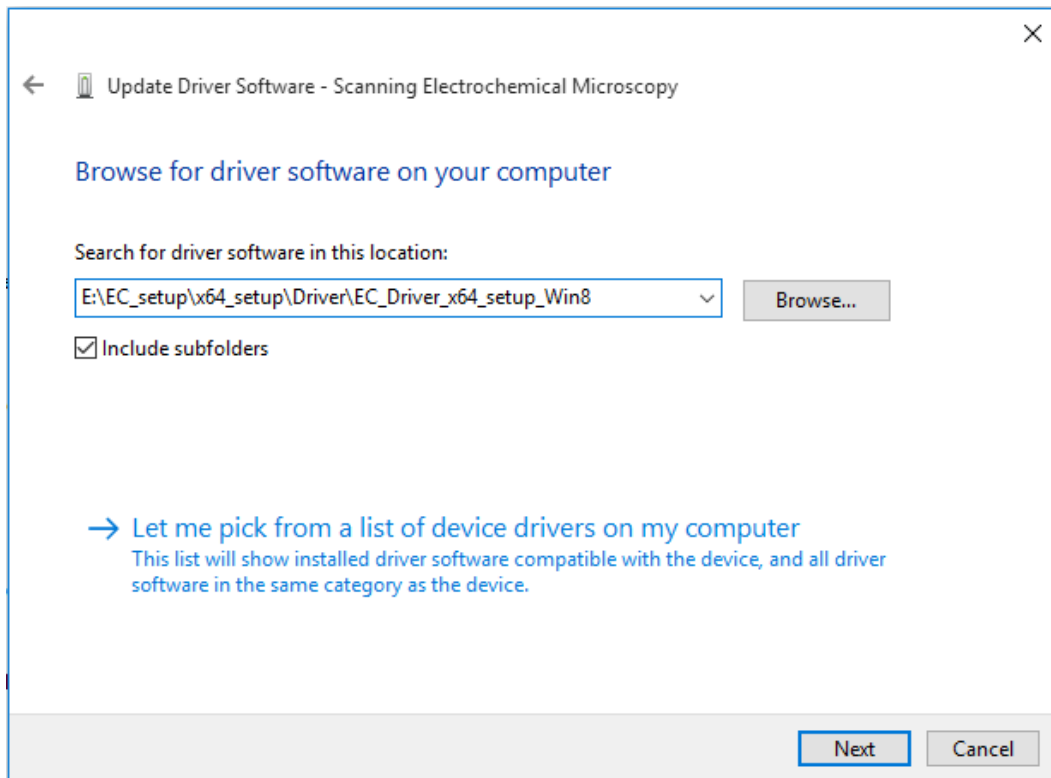 Update Driver Software - Scanning Electrochemical Microscopy
Browse for driver software on your computer
Search for driver software in this location:
E:\EC_setup\x64_setup\Driver\EC_Driver_x64_setup_Win8
Browse...
Include subfolders
Let me pick from a list of device drivers on my computer
This list will show installed driver software compatible with the device, and all driver
software in the same category as the device.
Next
Cancel